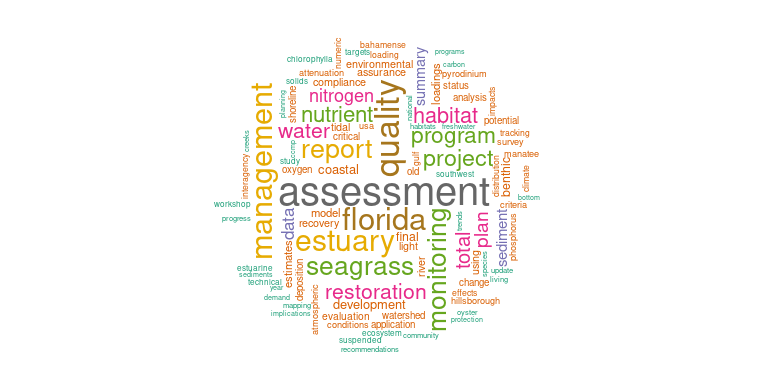 bahamense
programs
numeric
targets
loading
chlorophyll
environmental
carbon
attenuation
assurance
summary
pyrodinium
solids
compliance
loadings
status
management
planning
shoreline
nitrogen
quality
analysis
impacts
national
nutrient
habitat
potential
water
tidal
usa
habitats
freshwater
tracking
creeks
critical
program
survey
ccmp
report
study
gulf
project
manatee
interagency
oxygen
coastal
old
southwest
distribution
benthic
climate
assessment
bottom
workshop
criteria
progress
data
model
florida
monitoring
trends
plan
sediment
phosphorus
recovery
estuary
final
light
total
estimates
seagrass
river
using
species
estuarine
sediments
technical
update
living
year
deposition
restoration
change
demand
effects
mapping
development
hillsborough
implications
atmospheric
evaluation
watershed
oyster
protection
conditions
application
ecosystem
community
suspended
recommendations